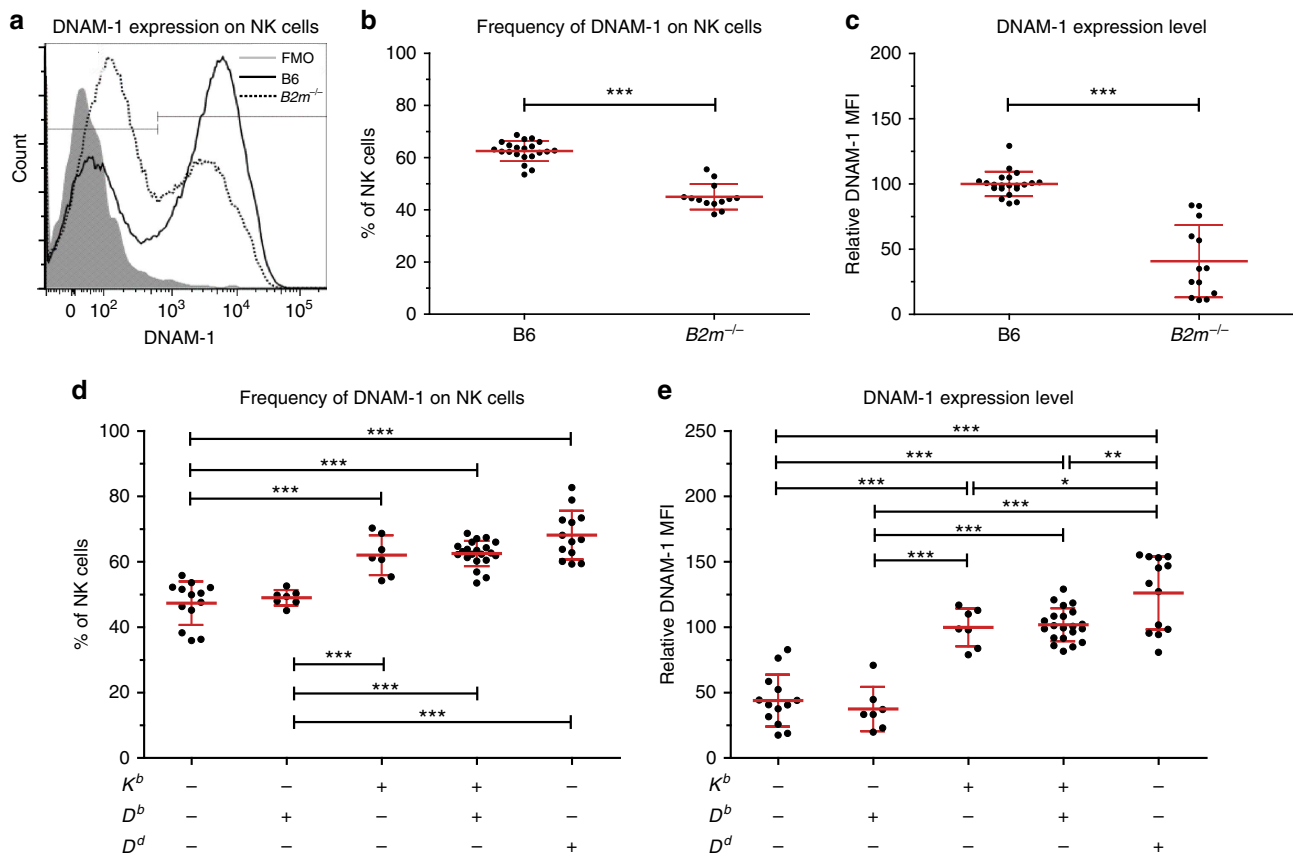 a
DNAM-1 expression on NK cells
FMO
B6
B2m–/–
Count
0 10² 10³ 10⁴ 10⁵
DNAM-1
b
Frequency of DNAM-1 on NK cells
100
80
60
40
20
0
% of NK cells
***
B6 B2m–/–
c
DNAM-1 expression level
200
150
100
50
0
Relative DNAM-1 MFI
***
B6 B2m–/–
d
Frequency of DNAM-1 on NK cells
100
80
60
40
20
0
% of NK cells
***
***
***
***
***
***
Kᵇ – – + + –
Dᵇ – + – + –
Dᵈ – – – – +
e
DNAM-1 expression level
250
200
150
100
50
0
Relative DNAM-1 MFI
***
*** **
*** *
***
***
***
– – + + –
– + – + –
– – – – +